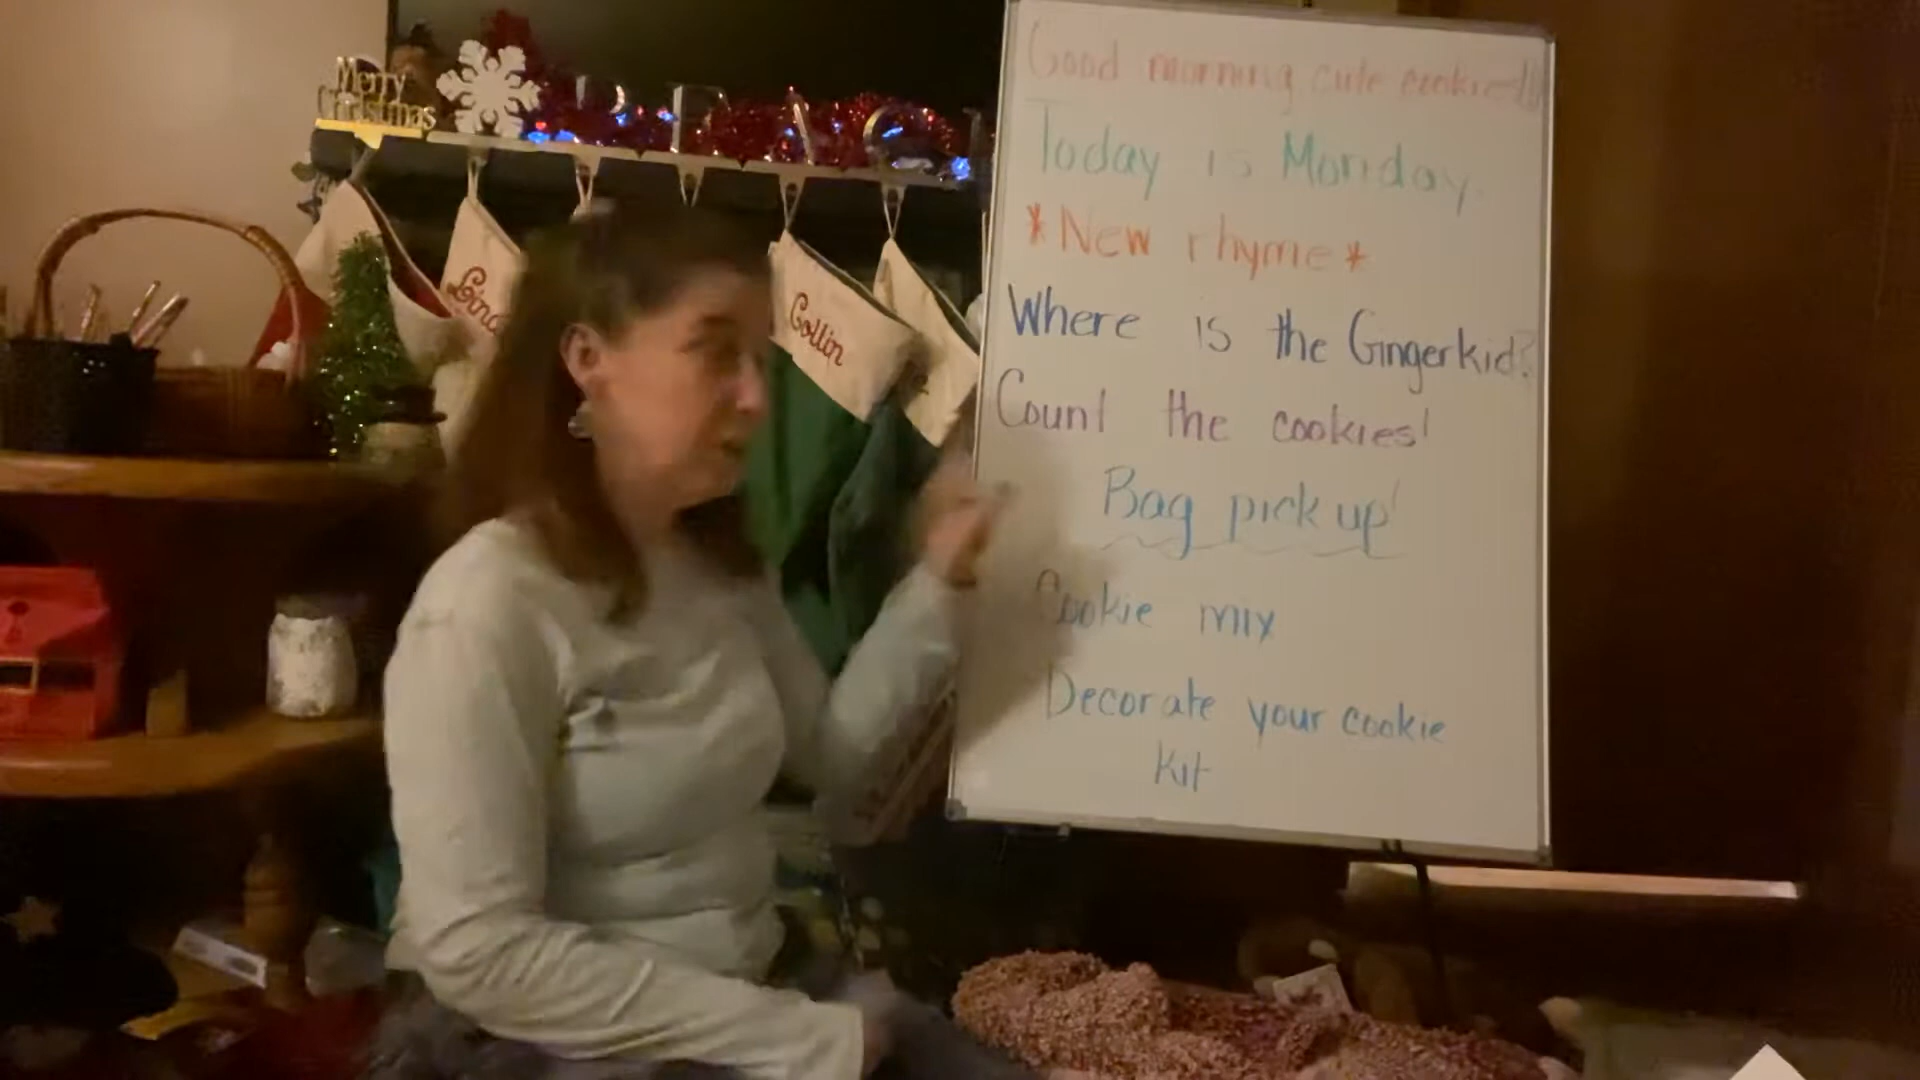 Merry
Christmas
Collin
Good morning cute cookies!!
Today is Monday.
*New rhyme*
Where is the Gingerkid?
Count the cookies!
Bag pick up!
Cookie mix
Decorate your cookie
Kit